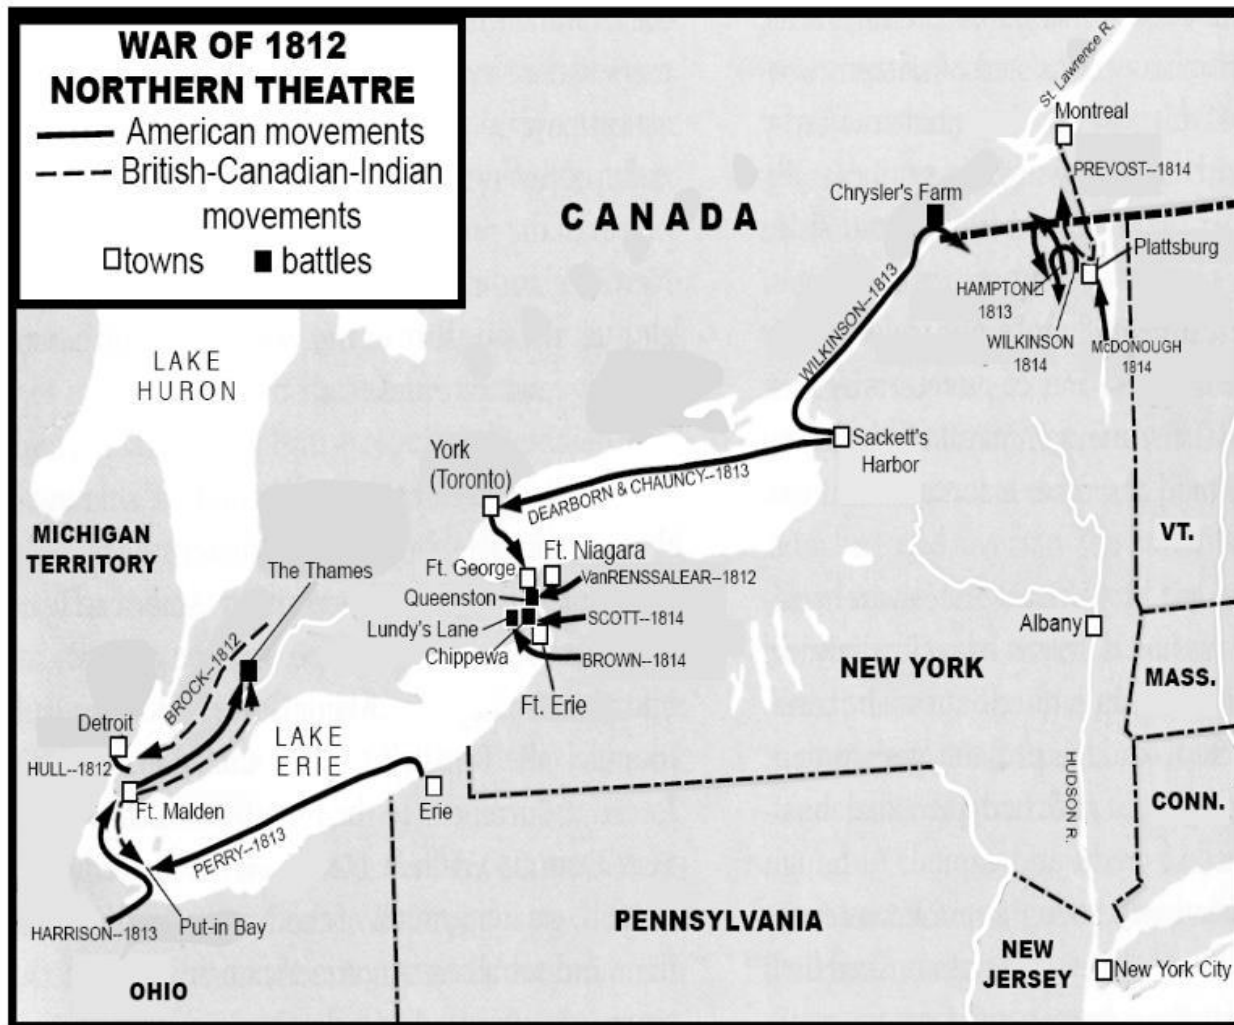 WAR OF 1812
NORTHERN THEATRE
American movements
British-Canadian-Indian
movements
towns battles
St. Lawrence R.
Montreal
PREVOST--1814
Chrysler's Farm
CANADA
Plattsburg
HAMPTON
1813
WILKINSON
1814
McDONOUGH
1814
WILKINSON--1813
LAKE
HURON
Sackett's
Harbor
York
(Toronto)
DEARBORN & CHAUNCY--1813
MICHIGAN
TERRITORY
VT.
The Thames
Ft. Niagara
Ft. George
VanRENSSALEAR--1812
Queenston
SCOTT--1814
Lundy's Lane
Chippewa
BROWN--1814
Albany
NEW YORK
MASS.
BROCK--1812
Ft. Erie
Detroit
LAKE
ERIE
HULL--1812
Ft. Malden
Erie
HUDSON R.
CONN.
PERRY--1813
HARRISON--1813
Put-in Bay
PENNSYLVANIA
OHIO
NEW
JERSEY
New York City